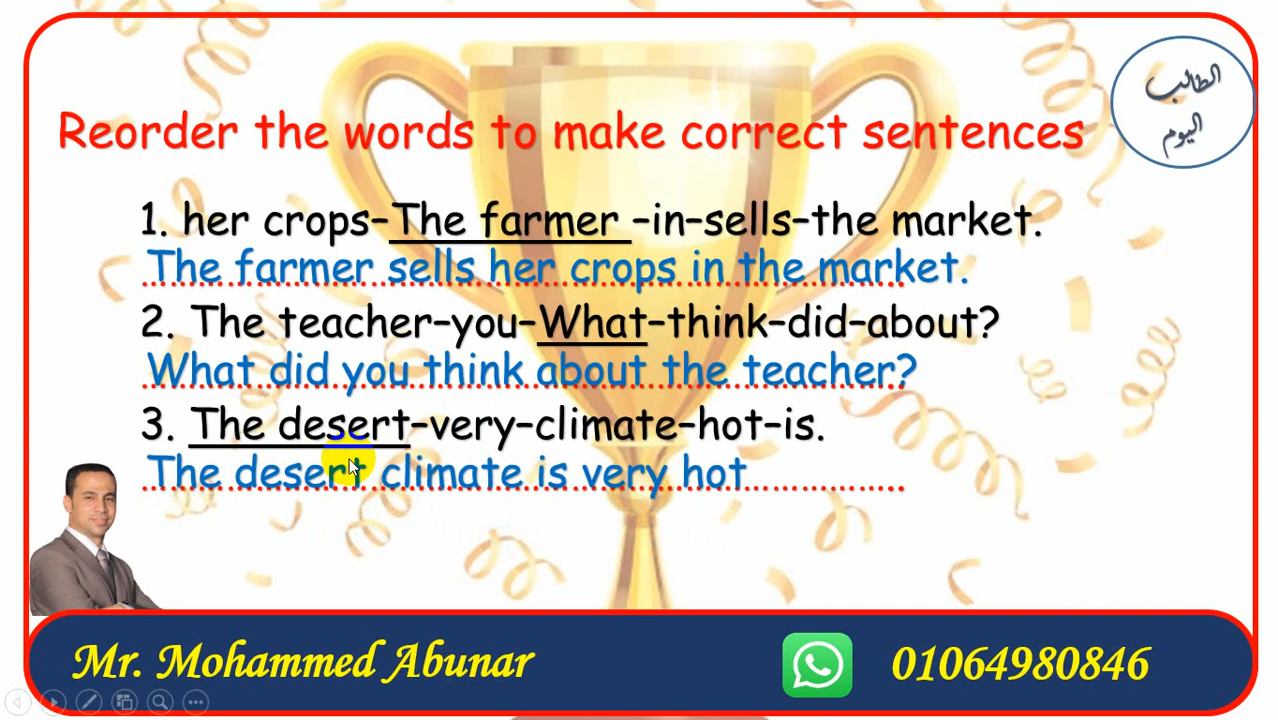 الطالب
اليوم
Reorder the words to make correct sentences
1. her crops–The farmer –in–sells–the market.
The farmer sells her crops in the market.
2. The teacher–you–What–think–did–about?
What did you think about the teacher?
3. The desert–very–climate–hot–is.
The desert climate is very hot
Mr. Mohammed Abunar
01064980846